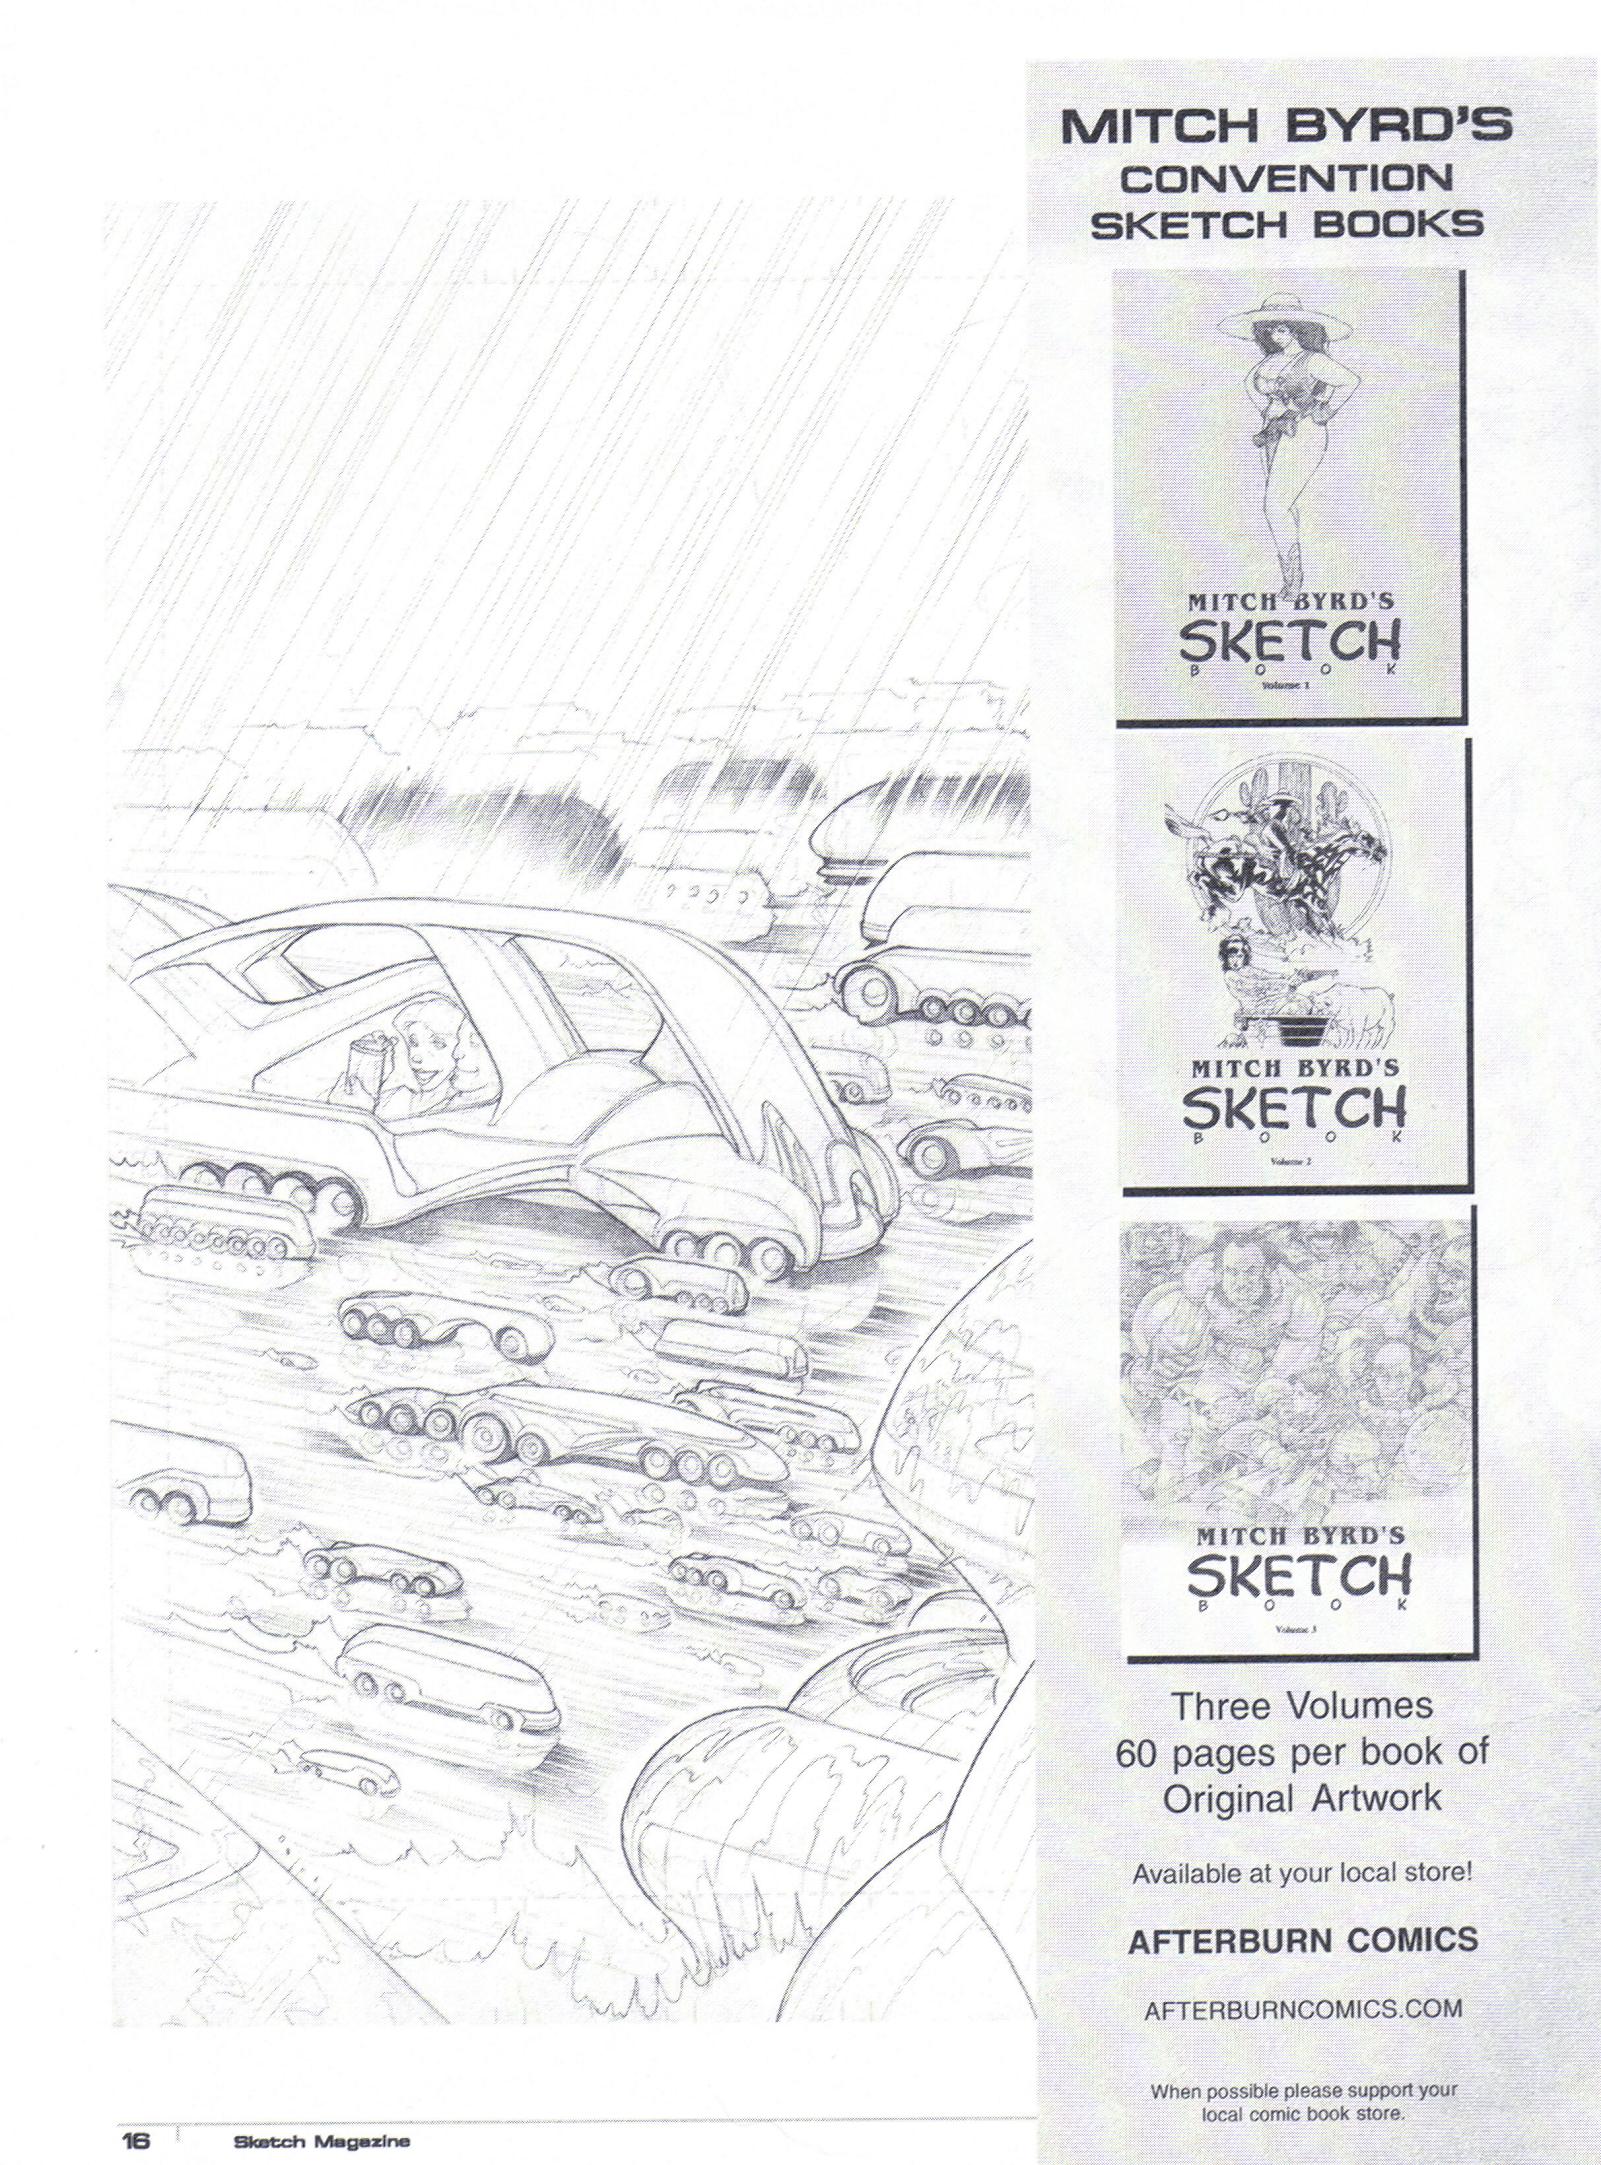 MITCH BYRD'S
CONVENTION
SKETCH BOOKS
MITCH BYRD'S
SKETCH
BOOK
Volume 1
MITCH BYRD'S
SKETCH
BOOK
Volume 2
MITCH BYRD'S
SKETCH
BOOK
Volume 3
Three Volumes
60 pages per book of
Original Artwork
Available at your local store!
AFTERBURN COMICS
AFTERBURNCOMICS.COM
When possible please support your
local comic book store.
16
Sketch Magazine